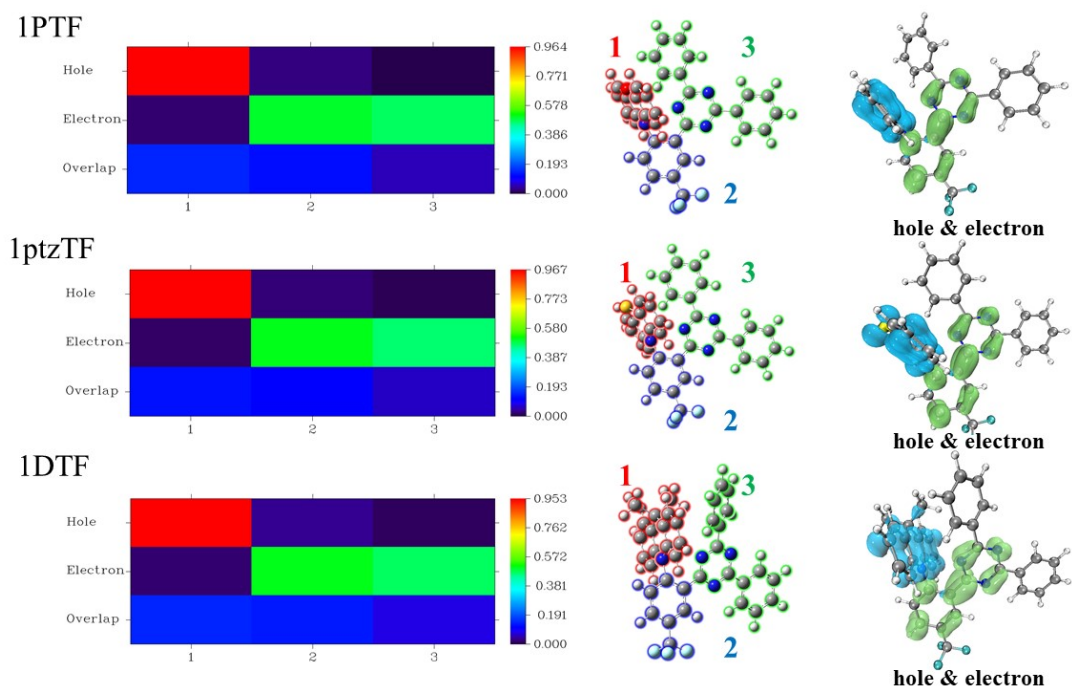 1PTF
1 3
0.964
Hole
0.771
0.578
Electron
0.386
Overlap
0.193
0.000
1 2 3
2
hole & electron
1ptzTF
1 3
0.967
Hole
0.773
0.580
Electron
0.387
Overlap
0.193
0.000
1 2 3
2
hole & electron
1DTF
1 3
0.953
Hole
0.762
0.572
Electron
0.381
Overlap
0.191
0.000
1 2 3
2
hole & electron